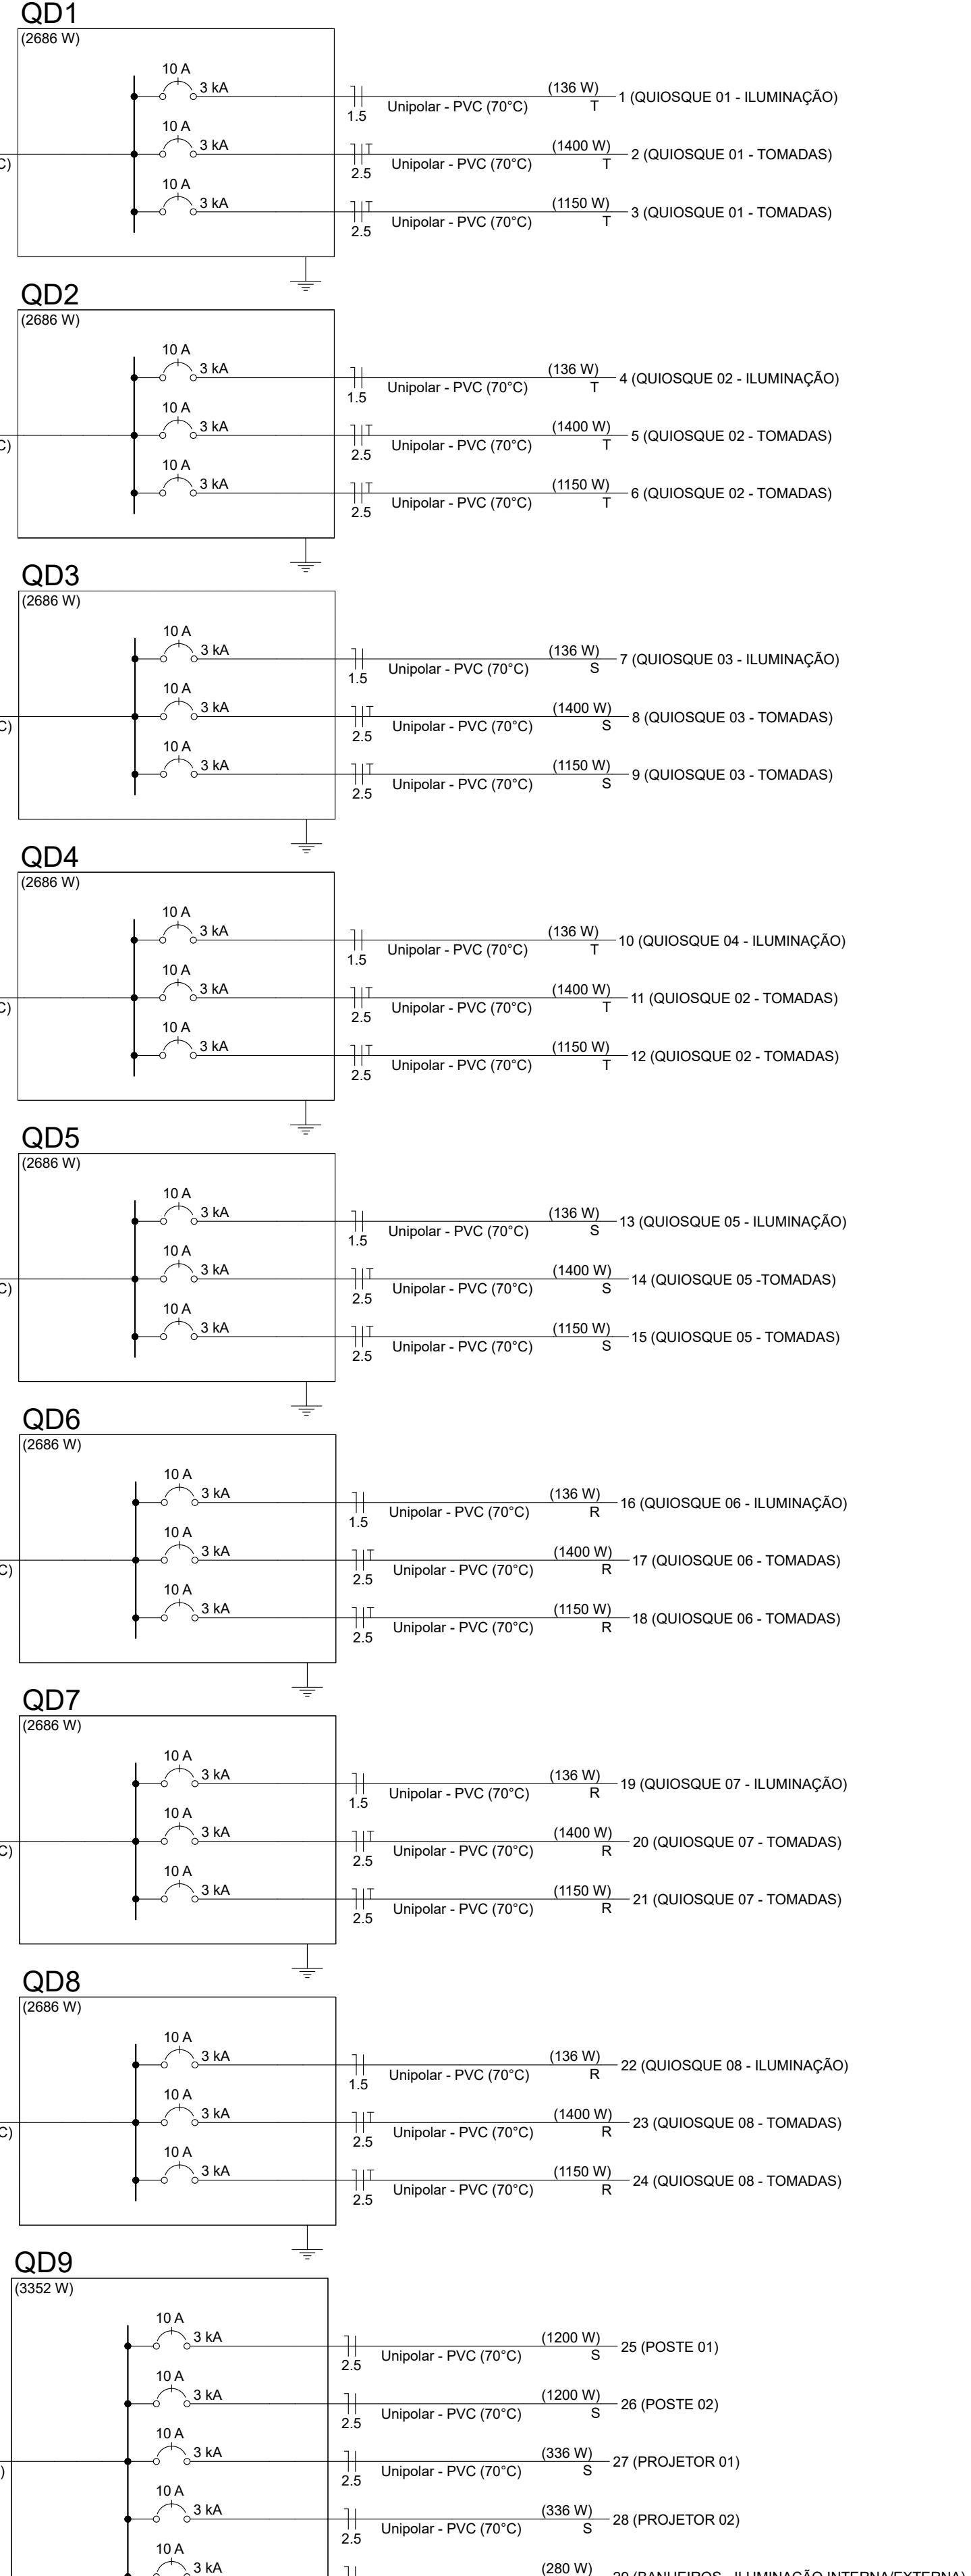 QD1
(2686 W)
10 A
3 kA
1.5
Unipolar - PVC (70°C)
(136 W)
T
1 (QUIOSQUE 01 - ILUMINAÇÃO)
10 A
3 kA
C)
2.5
Unipolar - PVC (70°C)
(1400 W)
T
2 (QUIOSQUE 01 - TOMADAS)
10 A
3 kA
2.5
Unipolar - PVC (70°C)
(1150 W)
T
3 (QUIOSQUE 01 - TOMADAS)
QD2
(2686 W)
10 A
3 kA
1.5
Unipolar - PVC (70°C)
(136 W)
T
4 (QUIOSQUE 02 - ILUMINAÇÃO)
10 A
3 kA
C)
2.5
Unipolar - PVC (70°C)
(1400 W)
T
5 (QUIOSQUE 02 - TOMADAS)
10 A
3 kA
2.5
Unipolar - PVC (70°C)
(1150 W)
T
6 (QUIOSQUE 02 - TOMADAS)
QD3
(2686 W)
10 A
3 kA
1.5
Unipolar - PVC (70°C)
(136 W)
S
7 (QUIOSQUE 03 - ILUMINAÇÃO)
10 A
3 kA
C)
2.5
Unipolar - PVC (70°C)
(1400 W)
S
8 (QUIOSQUE 03 - TOMADAS)
10 A
3 kA
2.5
Unipolar - PVC (70°C)
(1150 W)
S
9 (QUIOSQUE 03 - TOMADAS)
QD4
(2686 W)
10 A
3 kA
1.5
Unipolar - PVC (70°C)
(136 W)
T
10 (QUIOSQUE 04 - ILUMINAÇÃO)
10 A
3 kA
C)
2.5
Unipolar - PVC (70°C)
(1400 W)
T
11 (QUIOSQUE 02 - TOMADAS)
10 A
3 kA
2.5
Unipolar - PVC (70°C)
(1150 W)
T
12 (QUIOSQUE 02 - TOMADAS)
QD5
(2686 W)
10 A
3 kA
1.5
Unipolar - PVC (70°C)
(136 W)
S
13 (QUIOSQUE 05 - ILUMINAÇÃO)
10 A
3 kA
C)
2.5
Unipolar - PVC (70°C)
(1400 W)
S
14 (QUIOSQUE 05 -TOMADAS)
10 A
3 kA
2.5
Unipolar - PVC (70°C)
(1150 W)
S
15 (QUIOSQUE 05 - TOMADAS)
QD6
(2686 W)
10 A
3 kA
1.5
Unipolar - PVC (70°C)
(136 W)
R
16 (QUIOSQUE 06 - ILUMINAÇÃO)
10 A
3 kA
C)
2.5
Unipolar - PVC (70°C)
(1400 W)
R
17 (QUIOSQUE 06 - TOMADAS)
10 A
3 kA
2.5
Unipolar - PVC (70°C)
(1150 W)
R
18 (QUIOSQUE 06 - TOMADAS)
QD7
(2686 W)
10 A
3 kA
1.5
Unipolar - PVC (70°C)
(136 W)
R
19 (QUIOSQUE 07 - ILUMINAÇÃO)
10 A
3 kA
C)
2.5
Unipolar - PVC (70°C)
(1400 W)
R
20 (QUIOSQUE 07 - TOMADAS)
10 A
3 kA
2.5
Unipolar - PVC (70°C)
(1150 W)
R
21 (QUIOSQUE 07 - TOMADAS)
QD8
(2686 W)
10 A
3 kA
1.5
Unipolar - PVC (70°C)
(136 W)
R
22 (QUIOSQUE 08 - ILUMINAÇÃO)
10 A
3 kA
C)
2.5
Unipolar - PVC (70°C)
(1400 W)
R
23 (QUIOSQUE 08 - TOMADAS)
10 A
3 kA
2.5
Unipolar - PVC (70°C)
(1150 W)
R
24 (QUIOSQUE 08 - TOMADAS)
QD9
(3352 W)
10 A
3 kA
2.5
Unipolar - PVC (70°C)
(1200 W)
S
25 (POSTE 01)
10 A
3 kA
2.5
Unipolar - PVC (70°C)
(1200 W)
S
26 (POSTE 02)
10 A
3 kA
)
2.5
Unipolar - PVC (70°C)
(336 W)
S
27 (PROJETOR 01)
10 A
3 kA
2.5
Unipolar - PVC (70°C)
(336 W)
S
28 (PROJETOR 02)
10 A
3 kA
(280 W)
29 (BANHEIROS - ILUMINAÇÃO INTERNA/EXTERNA)